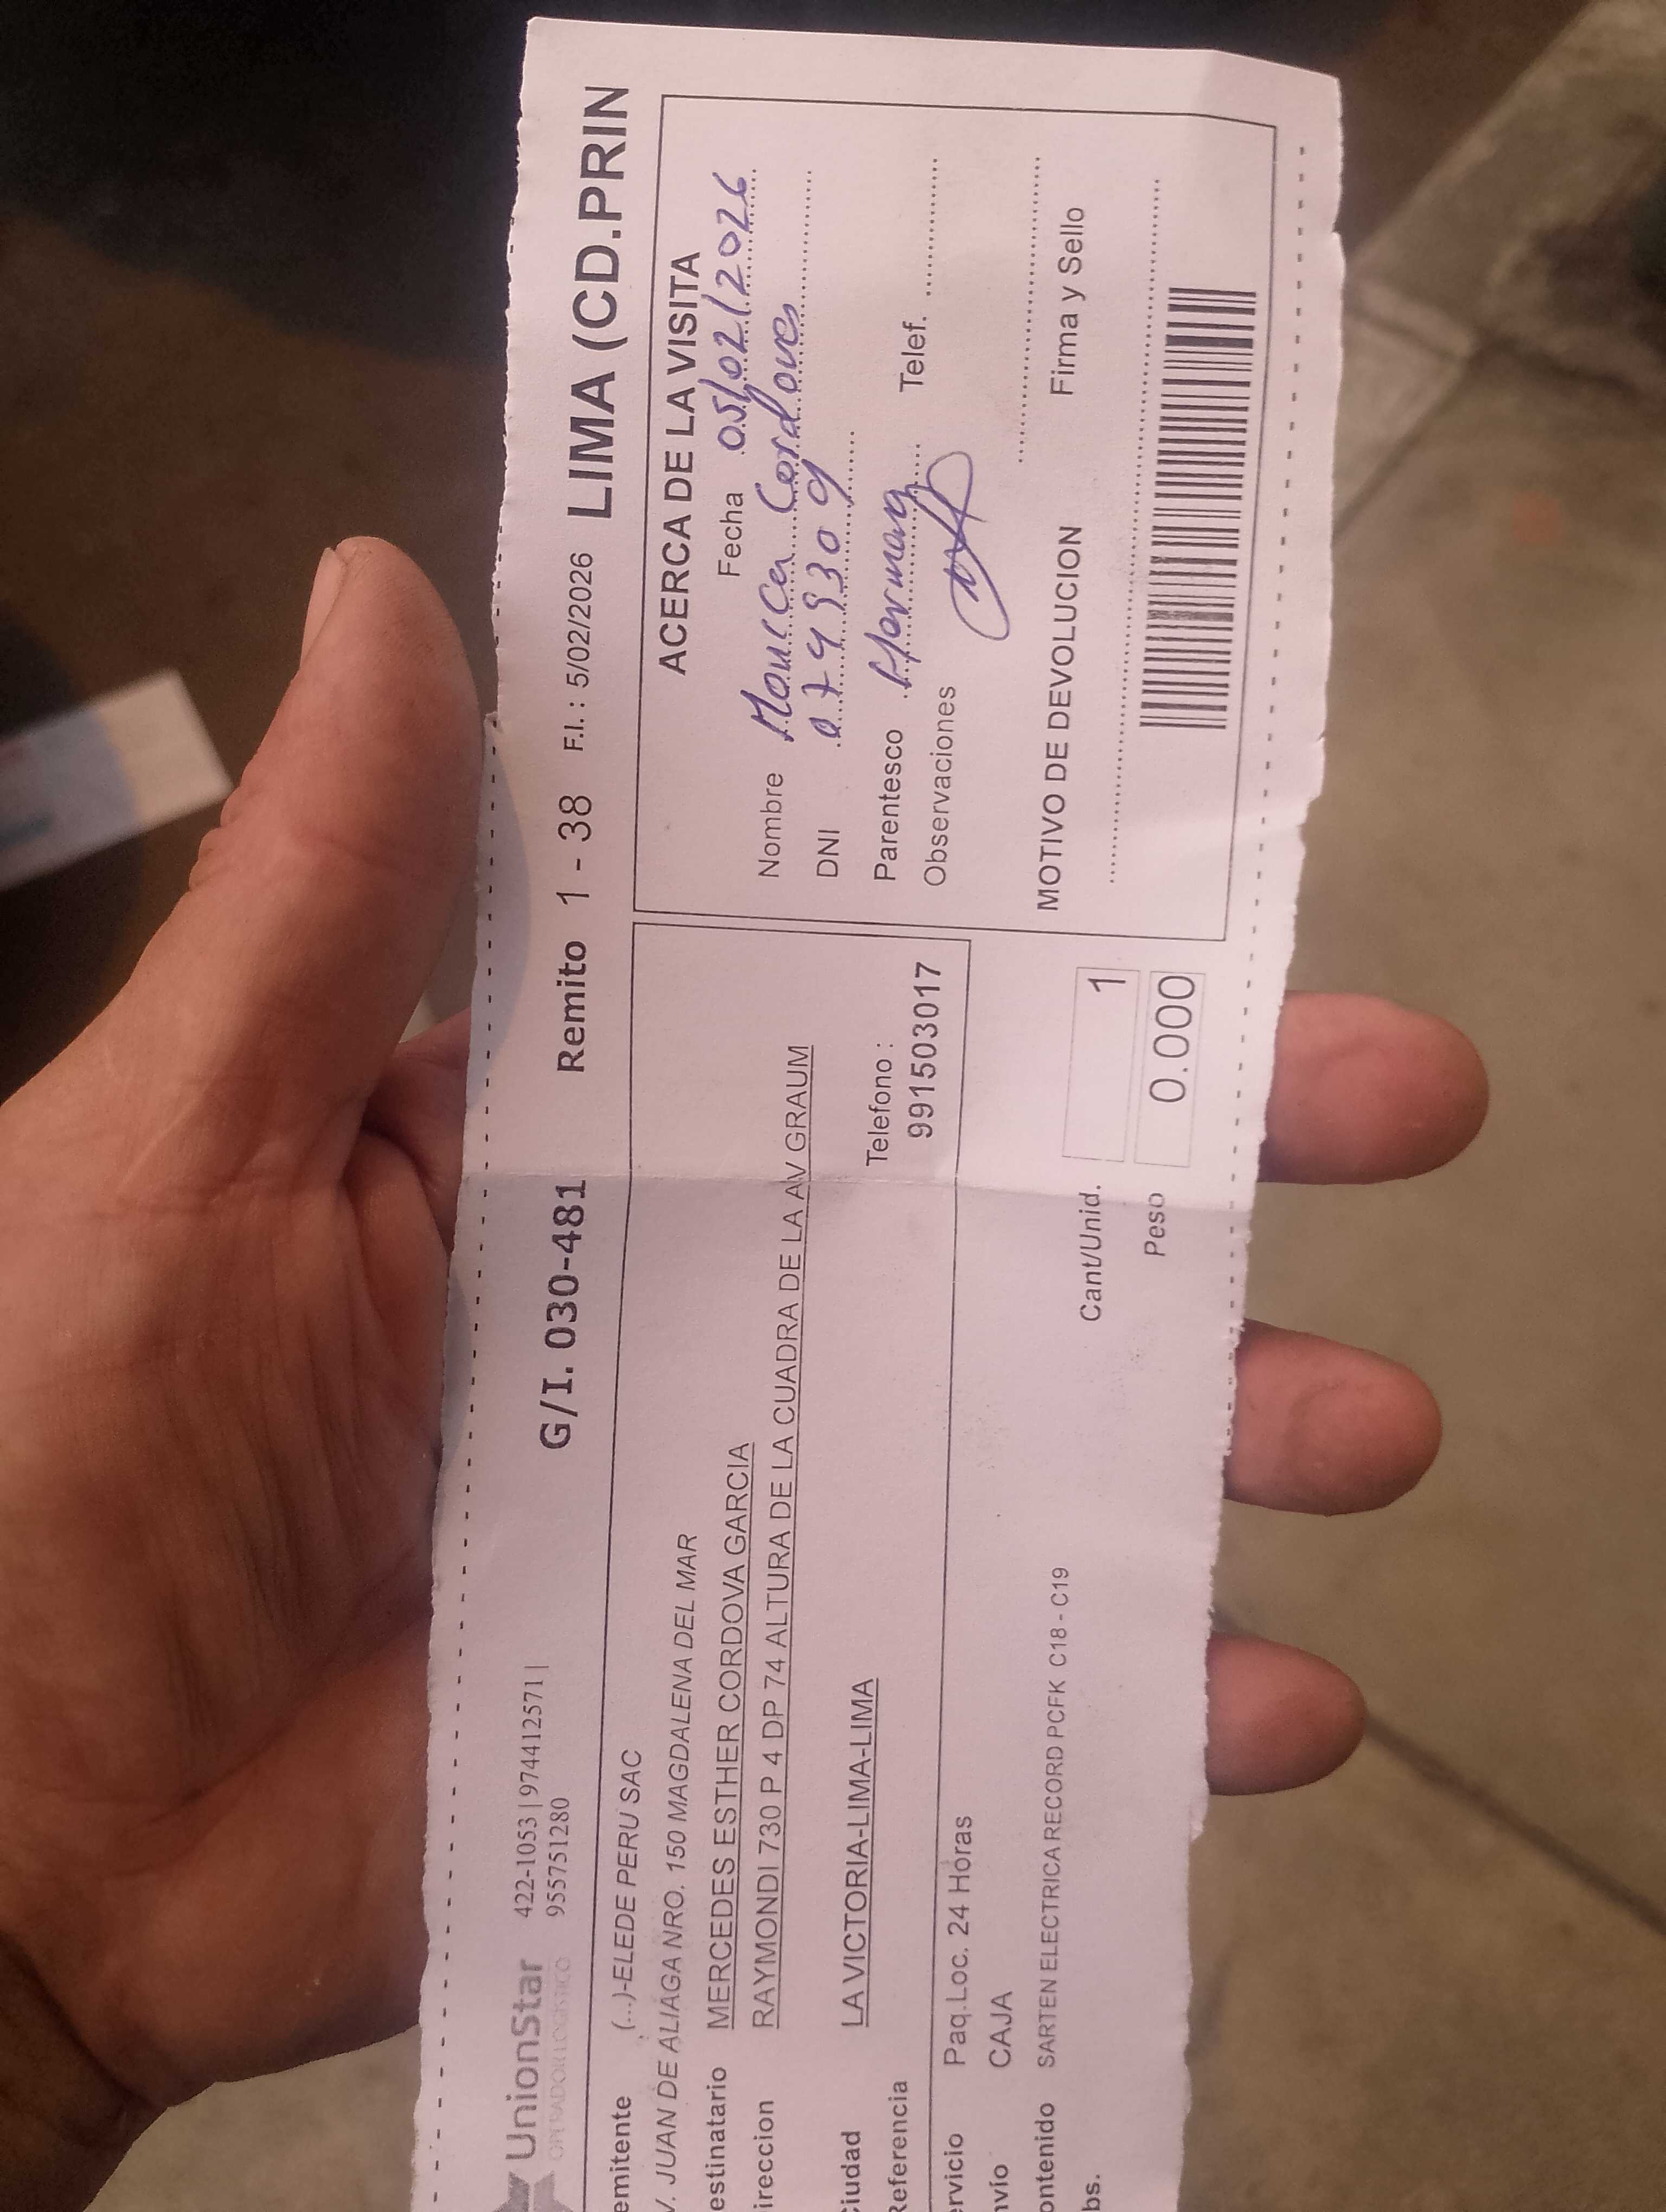 UnionStar
OPERADOR LOGISTICO
422-1053 | 974412571 |
955751280
G/I. 030-481 Remito 1 - 38 F.I. : 5/02/2026 LIMA (CD.PRIN
emitente (...)-ELEDE PERU SAC
V. JUAN DE ALIAGA NRO. 150 MAGDALENA DEL MAR
estinatario MERCEDES ESTHER CORDOVA GARCIA
ireccion RAYMONDI 730 P 4 DP 74 ALTURA DE LA CUADRA DE LA AV GRAUM
iudad LA VICTORIA-LIMA-LIMA
Referencia
Telefono :
991503017
ervicio Paq.Loc. 24 Horas
nvío CAJA
ontenido SARTEN ELECTRICA RECORD PCFK C18 - C19
bs.
Cant/Unid. 1
Peso 0.000
ACERCA DE LA VISITA
Fecha 05/02/2026
Nombre Monica Cordova
DNI
Parentesco Hermana Telef.
Observaciones
MOTIVO DE DEVOLUCION Firma y Sello